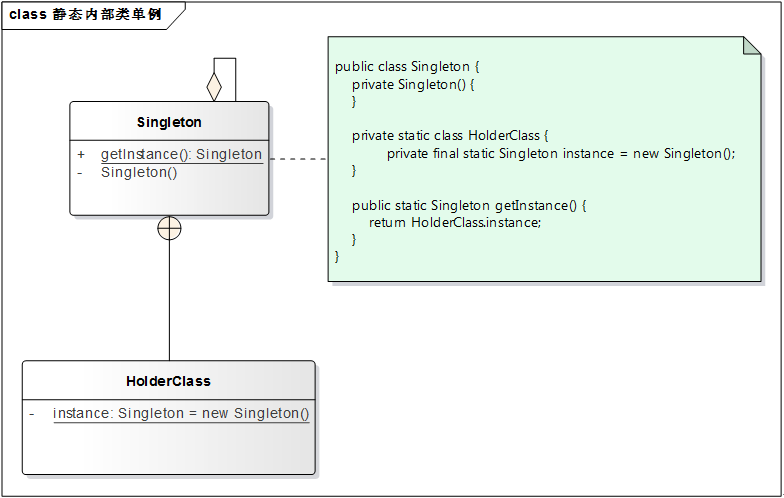 class 静态内部类单例
Singleton
+ getInstance(): Singleton
- Singleton()
public class Singleton {
private Singleton() {
}
private static class HolderClass {
private final static Singleton instance = new Singleton();
}
public static Singleton getInstance() {
return HolderClass.instance;
}
}
HolderClass
- instance: Singleton = new Singleton()